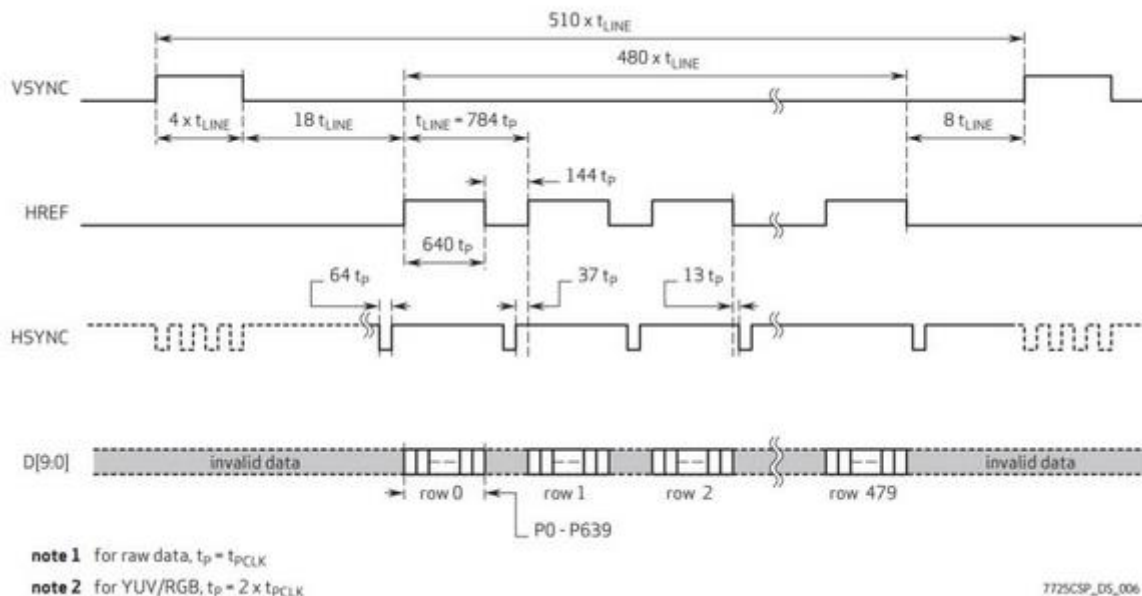 510 x tLINE
480 x tLINE
VSYNC
4 x tLINE
18 tLINE
tLINE = 784 tP
8 tLINE
144 tP
HREF
640 tP
64 tP
37 tP
13 tP
HSYNC
D[9:0]
invalid data
invalid data
row 0
row 1
row 2
row 479
P0 - P639
note 1 for raw data, tP = tPCLK
note 2 for YUV/RGB, tP = 2 x tPCLK
7725CSP_DS_006